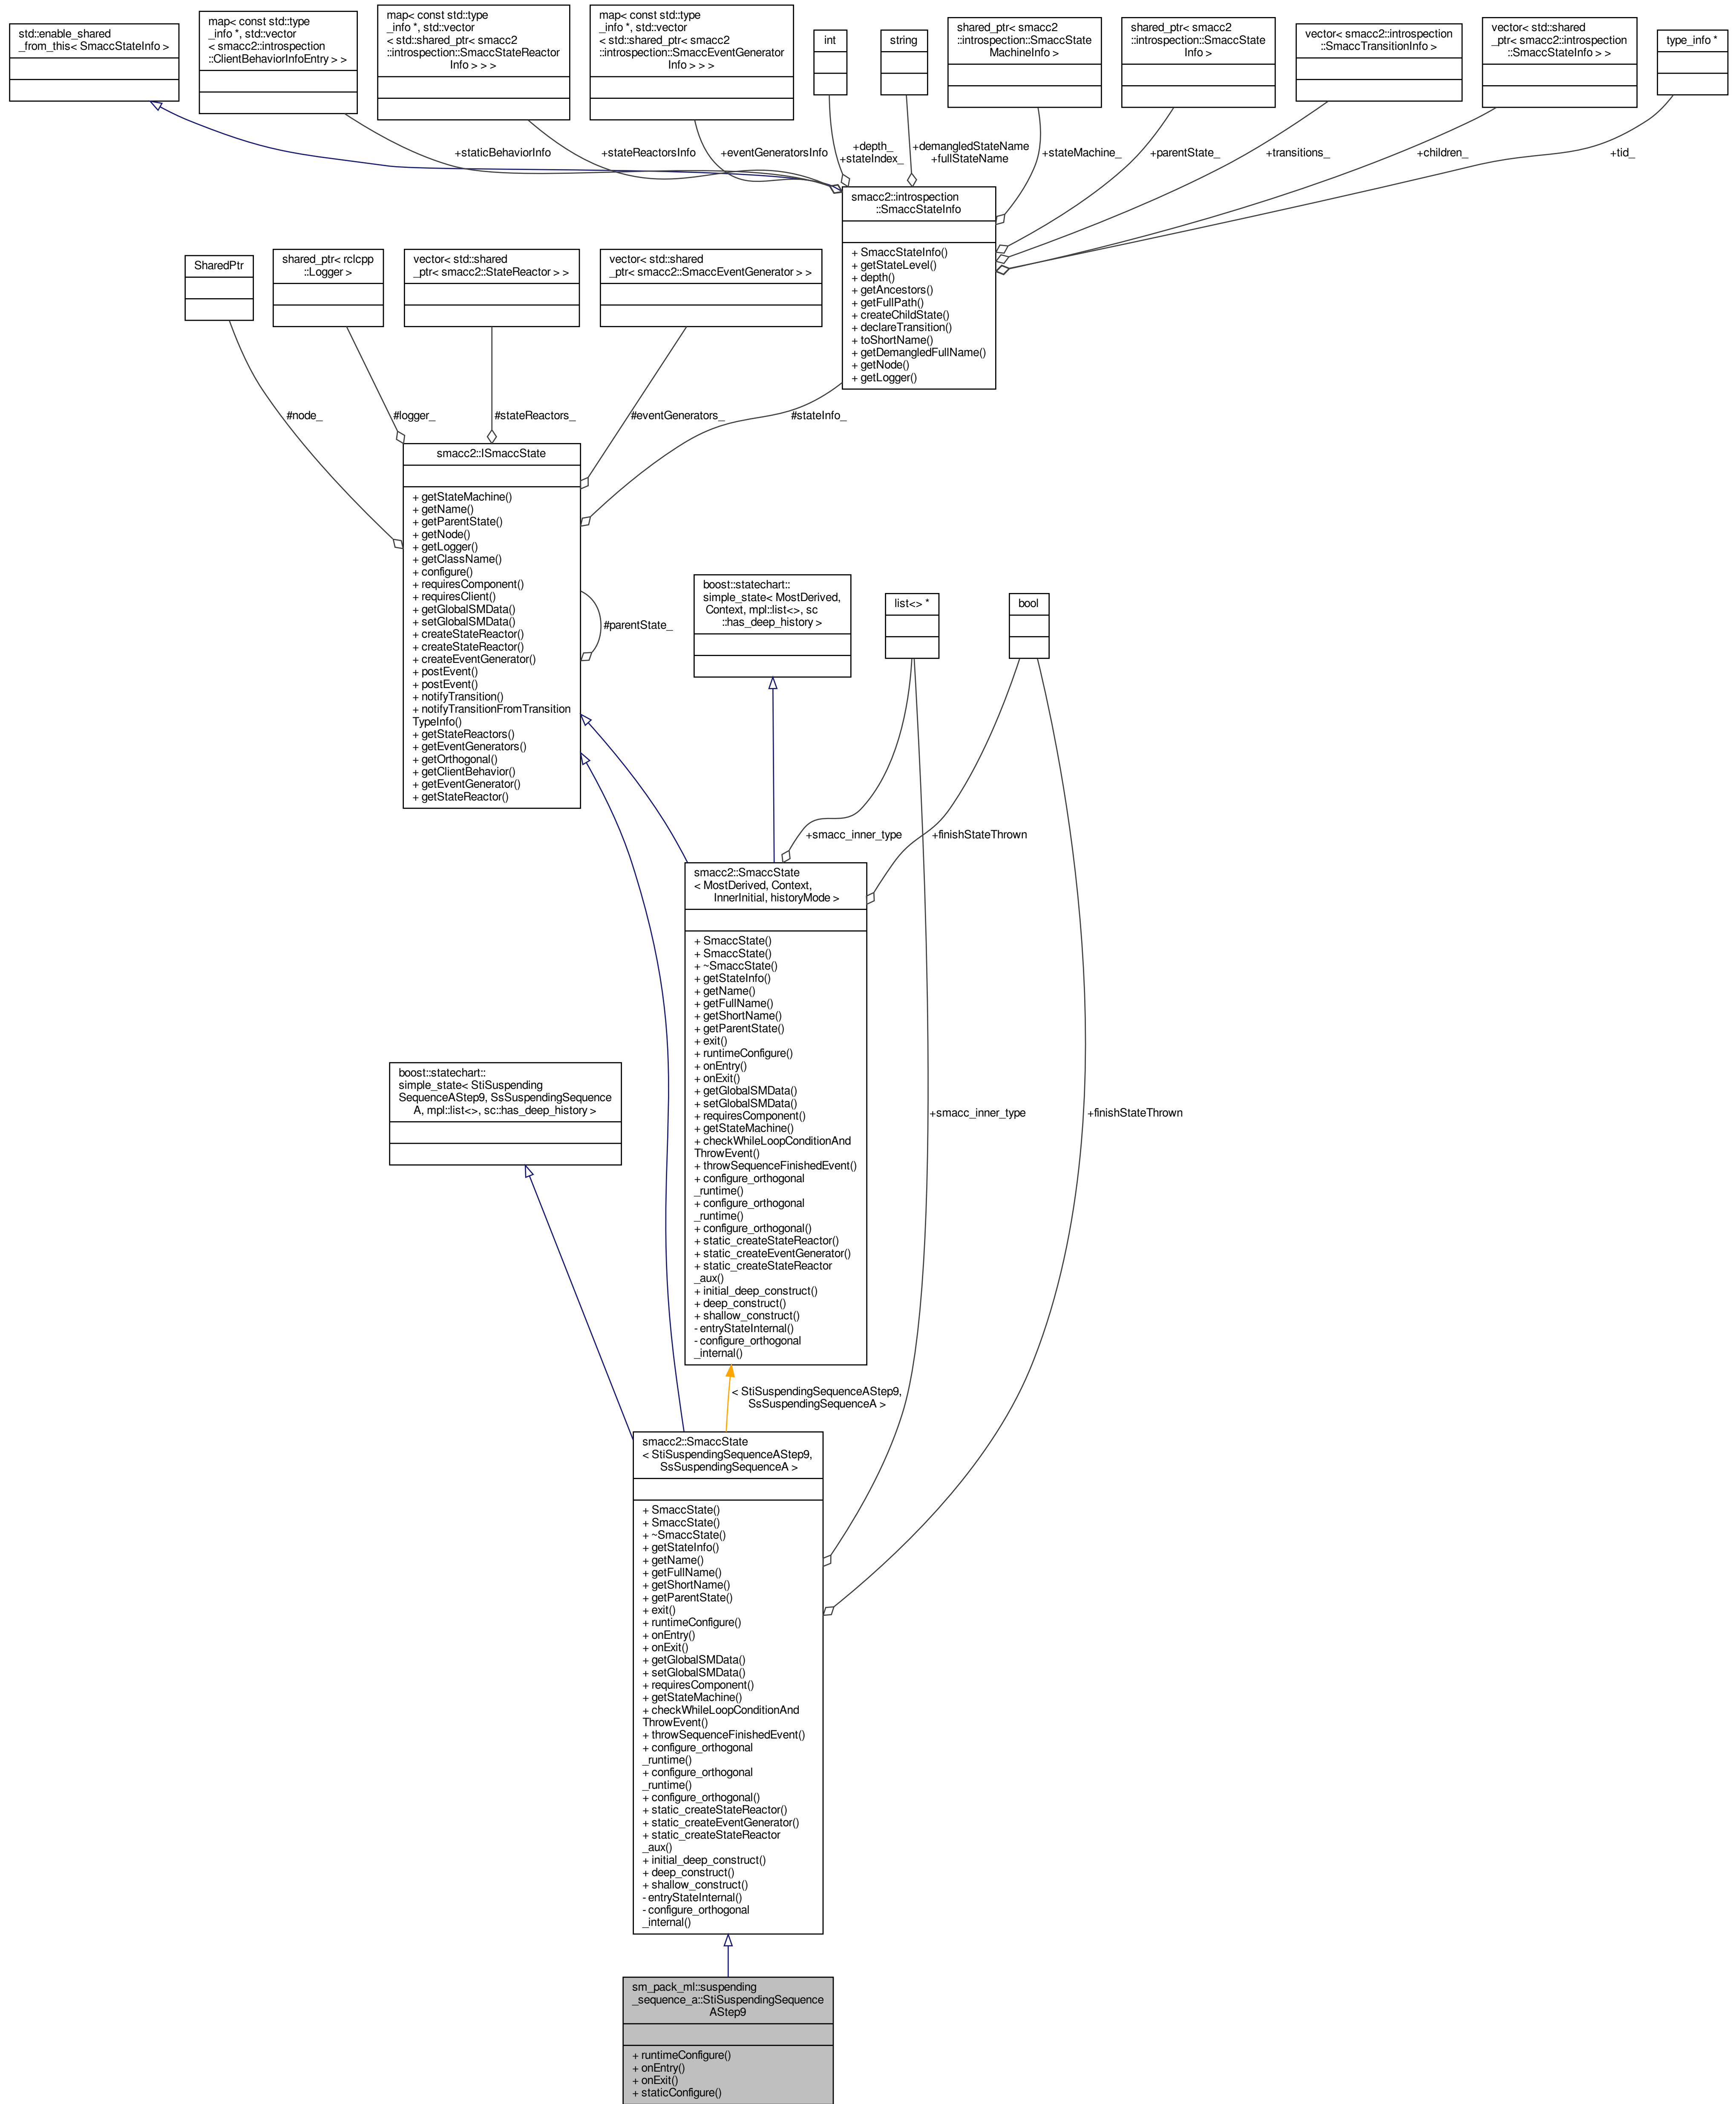 std::enable_shared
_from_this< SmaccStateInfo >
map< const std::type
_info *, std::vector
< smacc2::introspection
::ClientBehaviorInfoEntry > >
map< const std::type
_info *, std::vector
< std::shared_ptr< smacc2
::introspection::SmaccStateReactor
Info > > >
map< const std::type
_info *, std::vector
< std::shared_ptr< smacc2
::introspection::SmaccEventGenerator
Info > > >
int
string
shared_ptr< smacc2
::introspection::SmaccState
MachineInfo >
shared_ptr< smacc2
::introspection::SmaccState
Info >
vector< smacc2::introspection
::SmaccTransitionInfo >
vector< std::shared
_ptr< smacc2::introspection
::SmaccStateInfo > >
type_info *
+staticBehaviorInfo
+stateReactorsInfo
+eventGeneratorsInfo
+depth_
+stateIndex_
+demangledStateName
+fullStateName
+stateMachine_
+parentState_
+transitions_
+children_
+tid_
smacc2::introspection
::SmaccStateInfo
+ SmaccStateInfo()
+ getStateLevel()
+ depth()
+ getAncestors()
+ getFullPath()
+ createChildState()
+ declareTransition()
+ toShortName()
+ getDemangledFullName()
+ getNode()
+ getLogger()
SharedPtr
shared_ptr< rclcpp
::Logger >
vector< std::shared
_ptr< smacc2::StateReactor > >
vector< std::shared
_ptr< smacc2::SmaccEventGenerator > >
#node_
#logger_
#stateReactors_
#eventGenerators_
#stateInfo_
smacc2::ISmaccState
+ getStateMachine()
+ getName()
+ getParentState()
+ getNode()
+ getLogger()
+ getClassName()
+ configure()
+ requiresComponent()
+ requiresClient()
+ getGlobalSMData()
+ setGlobalSMData()
+ createStateReactor()
+ createStateReactor()
+ createEventGenerator()
+ postEvent()
+ postEvent()
+ notifyTransition()
+ notifyTransitionFromTransition
TypeInfo()
+ getStateReactors()
+ getEventGenerators()
+ getOrthogonal()
+ getClientBehavior()
+ getEventGenerator()
+ getStateReactor()
#parentState_
boost::statechart::
simple_state< MostDerived,
Context, mpl::list<>, sc
::has_deep_history >
list<> *
bool
+smacc_inner_type
+finishStateThrown
smacc2::SmaccState
< MostDerived, Context,
InnerInitial, historyMode >
+ SmaccState()
+ SmaccState()
+ ~SmaccState()
+ getStateInfo()
+ getName()
+ getFullName()
+ getShortName()
+ getParentState()
+ exit()
+ runtimeConfigure()
+ onEntry()
+ onExit()
+ getGlobalSMData()
+ setGlobalSMData()
+ requiresComponent()
+ getStateMachine()
+ checkWhileLoopConditionAnd
ThrowEvent()
+ throwSequenceFinishedEvent()
+ configure_orthogonal
_runtime()
+ configure_orthogonal
_runtime()
+ configure_orthogonal()
+ static_createStateReactor()
+ static_createEventGenerator()
+ static_createStateReactor
_aux()
+ initial_deep_construct()
+ deep_construct()
+ shallow_construct()
- entryStateInternal()
- configure_orthogonal
_internal()
boost::statechart::
simple_state< StiSuspending
SequenceAStep9, SsSuspendingSequence
A, mpl::list<>, sc::has_deep_history >
+smacc_inner_type
+finishStateThrown
< StiSuspendingSequenceAStep9,
SsSuspendingSequenceA >
smacc2::SmaccState
< StiSuspendingSequenceAStep9,
SsSuspendingSequenceA >
+ SmaccState()
+ SmaccState()
+ ~SmaccState()
+ getStateInfo()
+ getName()
+ getFullName()
+ getShortName()
+ getParentState()
+ exit()
+ runtimeConfigure()
+ onEntry()
+ onExit()
+ getGlobalSMData()
+ setGlobalSMData()
+ requiresComponent()
+ getStateMachine()
+ checkWhileLoopConditionAnd
ThrowEvent()
+ throwSequenceFinishedEvent()
+ configure_orthogonal
_runtime()
+ configure_orthogonal
_runtime()
+ configure_orthogonal()
+ static_createStateReactor()
+ static_createEventGenerator()
+ static_createStateReactor
_aux()
+ initial_deep_construct()
+ deep_construct()
+ shallow_construct()
- entryStateInternal()
- configure_orthogonal
_internal()
sm_pack_ml::suspending
_sequence_a::StiSuspendingSequence
AStep9
+ runtimeConfigure()
+ onEntry()
+ onExit()
+ staticConfigure()